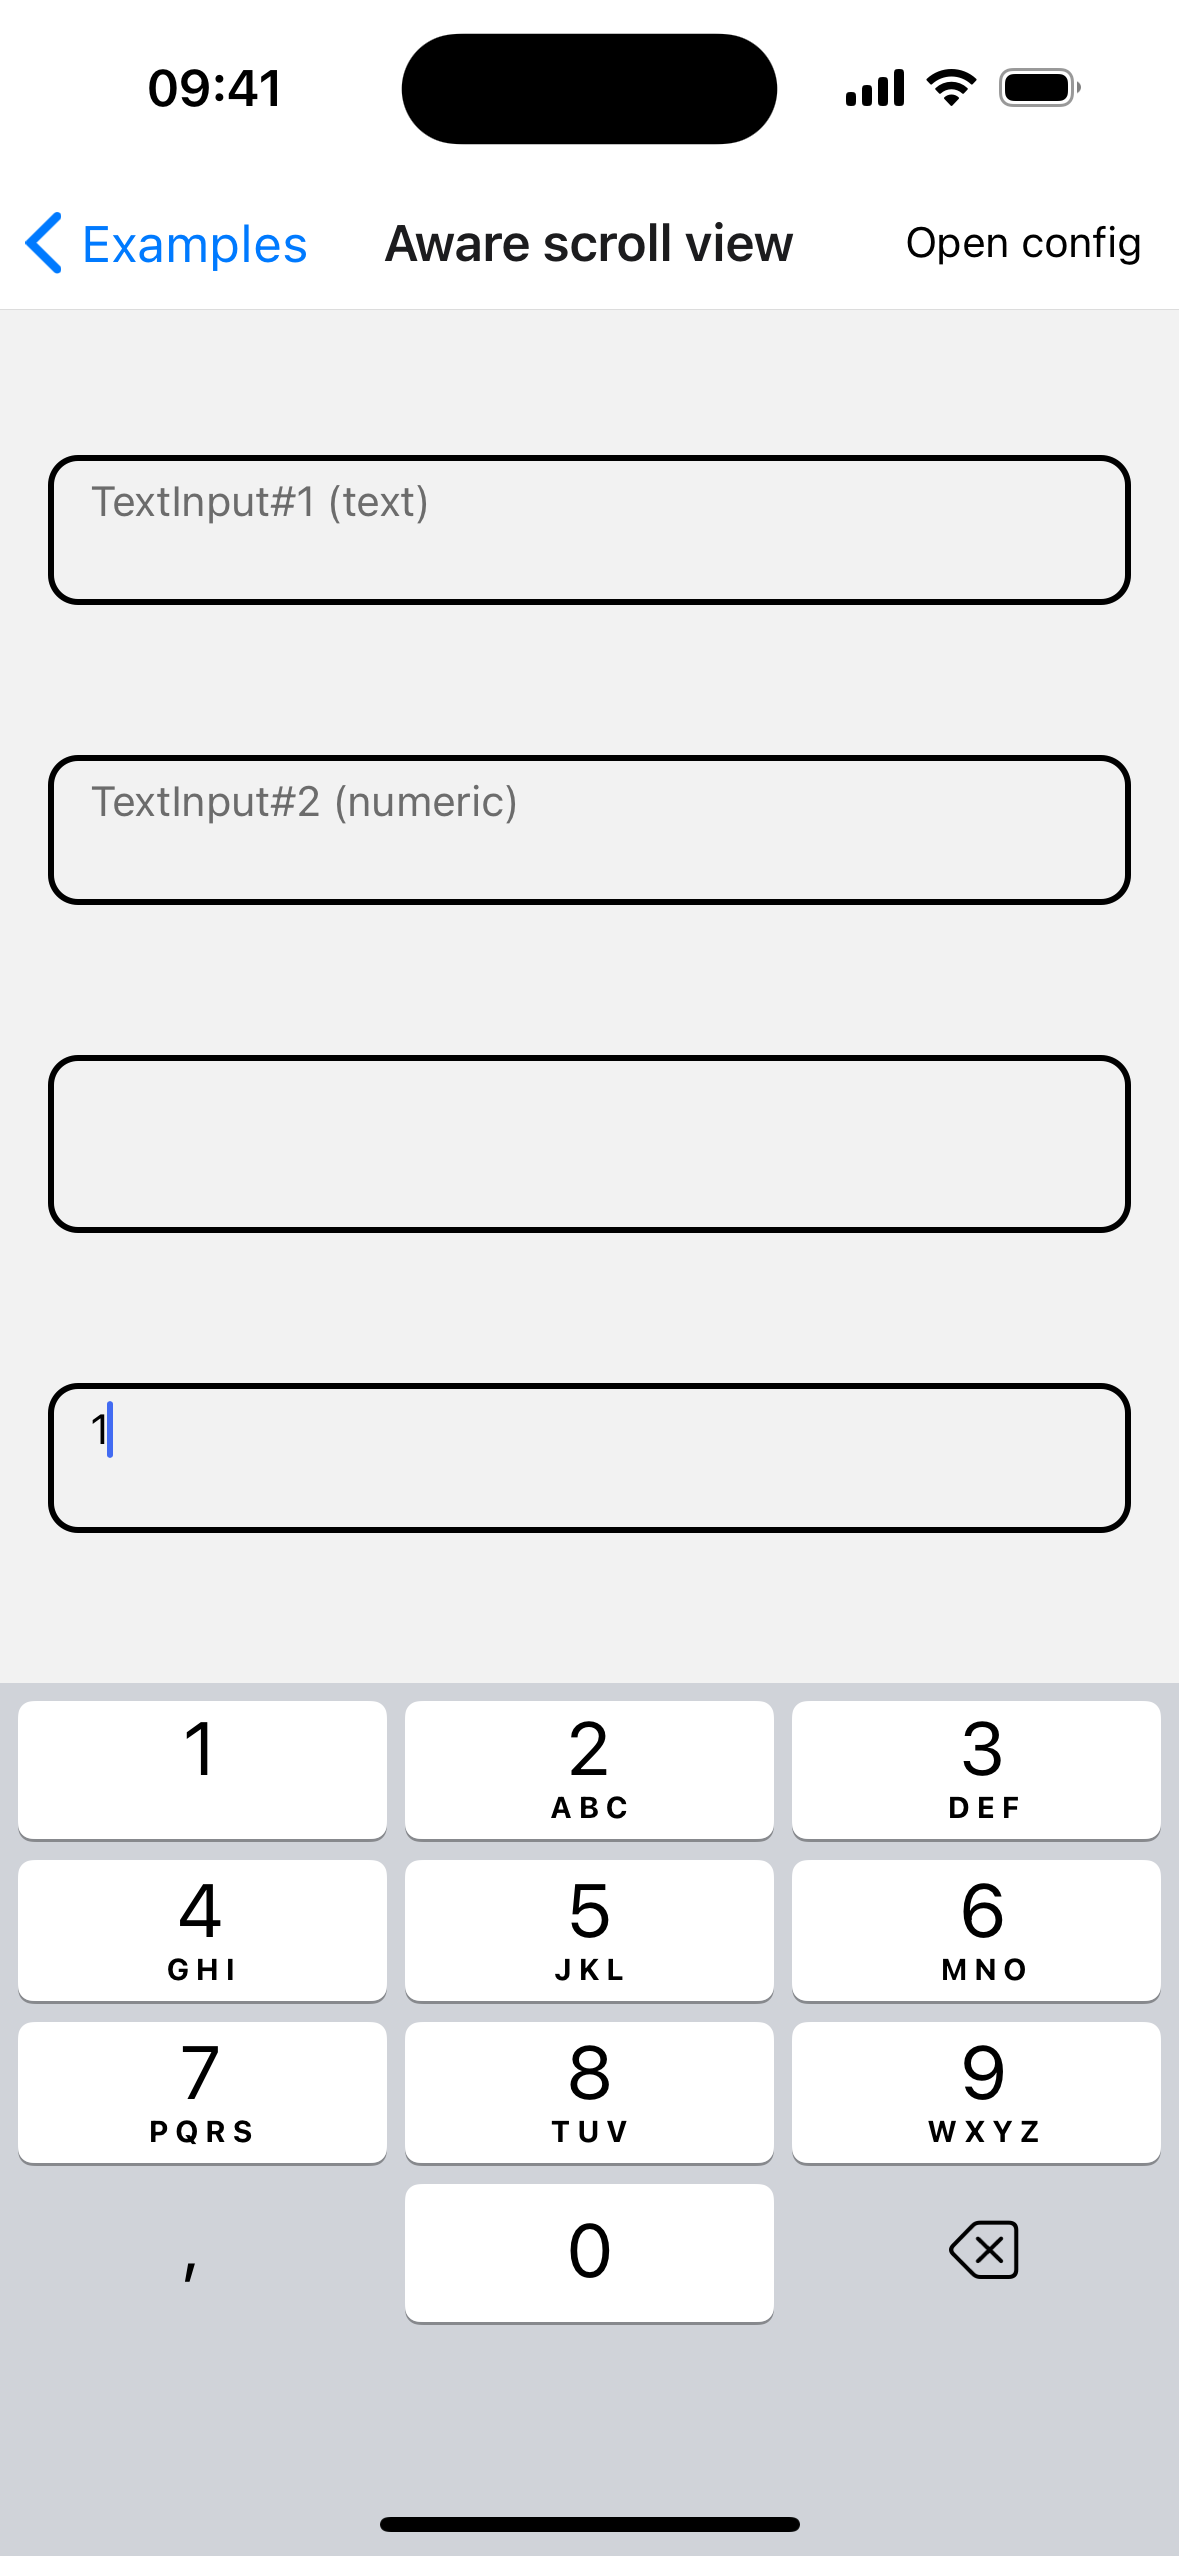 09:41
Examples
Aware scroll view
Open config
TextInput#1 (text)
TextInput#2 (numeric)
1
1
2
ABC
3
DEF
4
GHI
5
JKL
6
MNO
7
PQRS
8
TUV
9
WXYZ
,
0